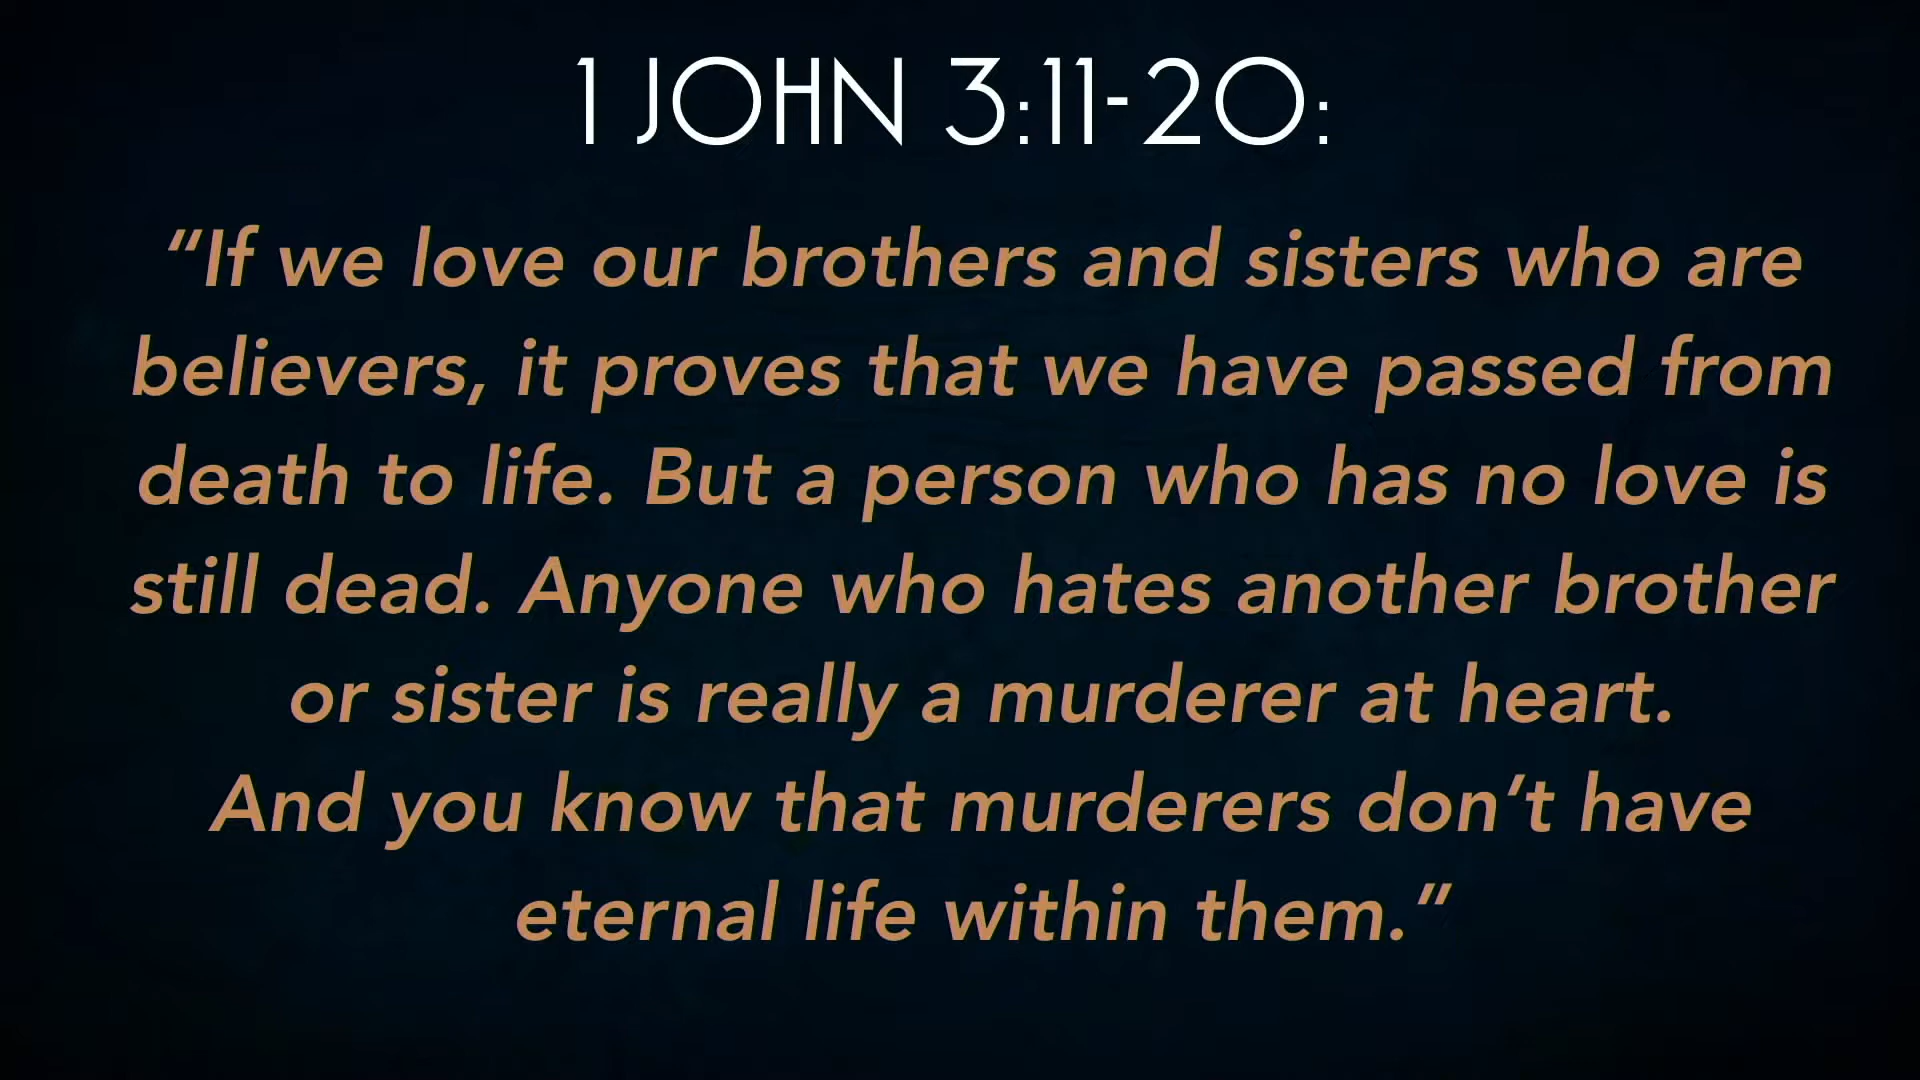 1 JOHN 3:11-20:
“If we love our brothers and sisters who are
believers, it proves that we have passed from
death to life. But a person who has no love is
still dead. Anyone who hates another brother
or sister is really a murderer at heart.
And you know that murderers don’t have
eternal life within them.”